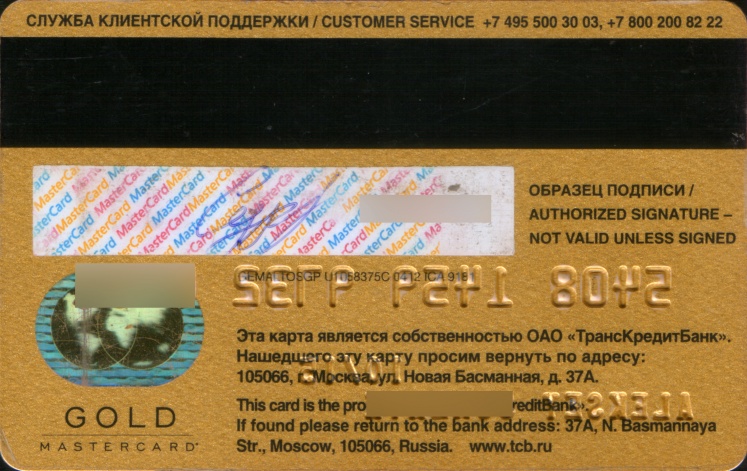 СЛУЖБА КЛИЕНТСКОЙ ПОДДЕРЖКИ / CUSTOMER SERVICE +7 495 500 30 03, +7 800 200 82 22
MasterCard MasterCard MasterCard
ОБРАЗЕЦ ПОДПИСИ /
AUTHORIZED SIGNATURE –
NOT VALID UNLESS SIGNED
Эта карта является собственностью ОАО «ТрансКредитБанк».
Нашедшего эту карту просим вернуть по адресу:
105066, г. Москва, ул. Новая Басманная, д. 37А.
This card is the
If found please return to the bank address: 37A, N. Basmannaya
Str., Moscow, 105066, Russia. www.tcb.ru
GOLD
MASTERCARD